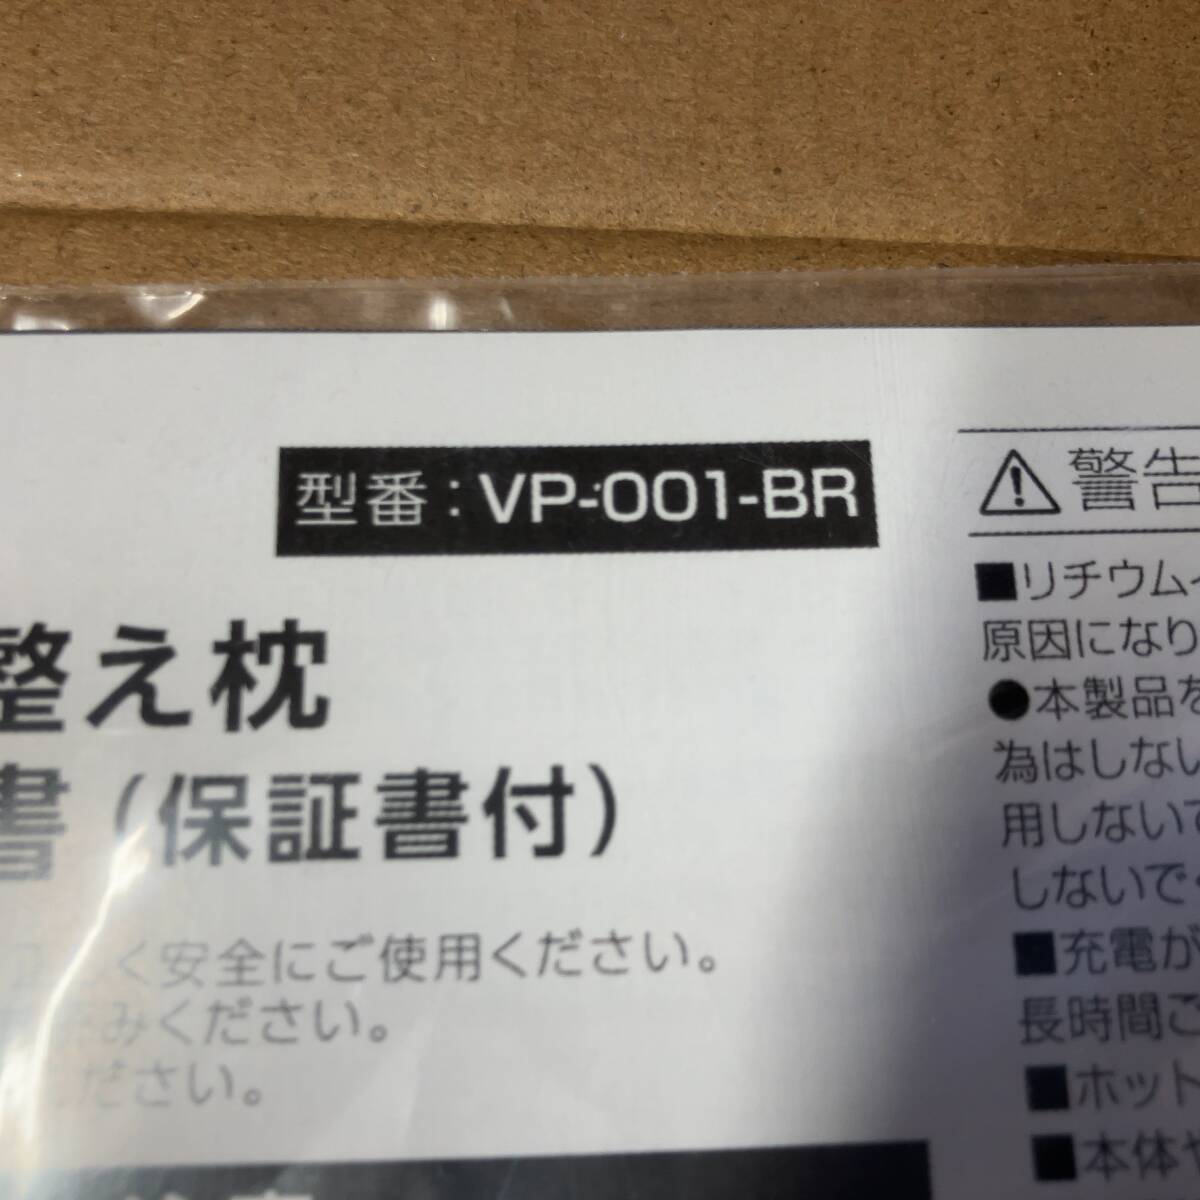 型番：VP-001-BR
整え枕
書（保証書付）
く安全にご使用ください。
みください。
ださい。
警告
■リチウムイ
原因になり
●本製品を
為はしない
用しないで
しないでく
■充電が
長時間ご
■ホット
■本体や